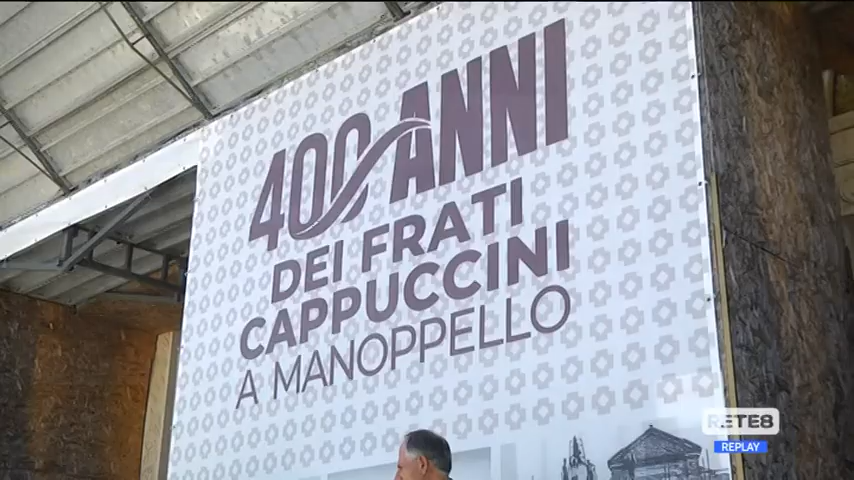 400 ANNI
DEI FRATI
CAPPUCCINI
A MANOPPELLO
RETE8
REPLAY